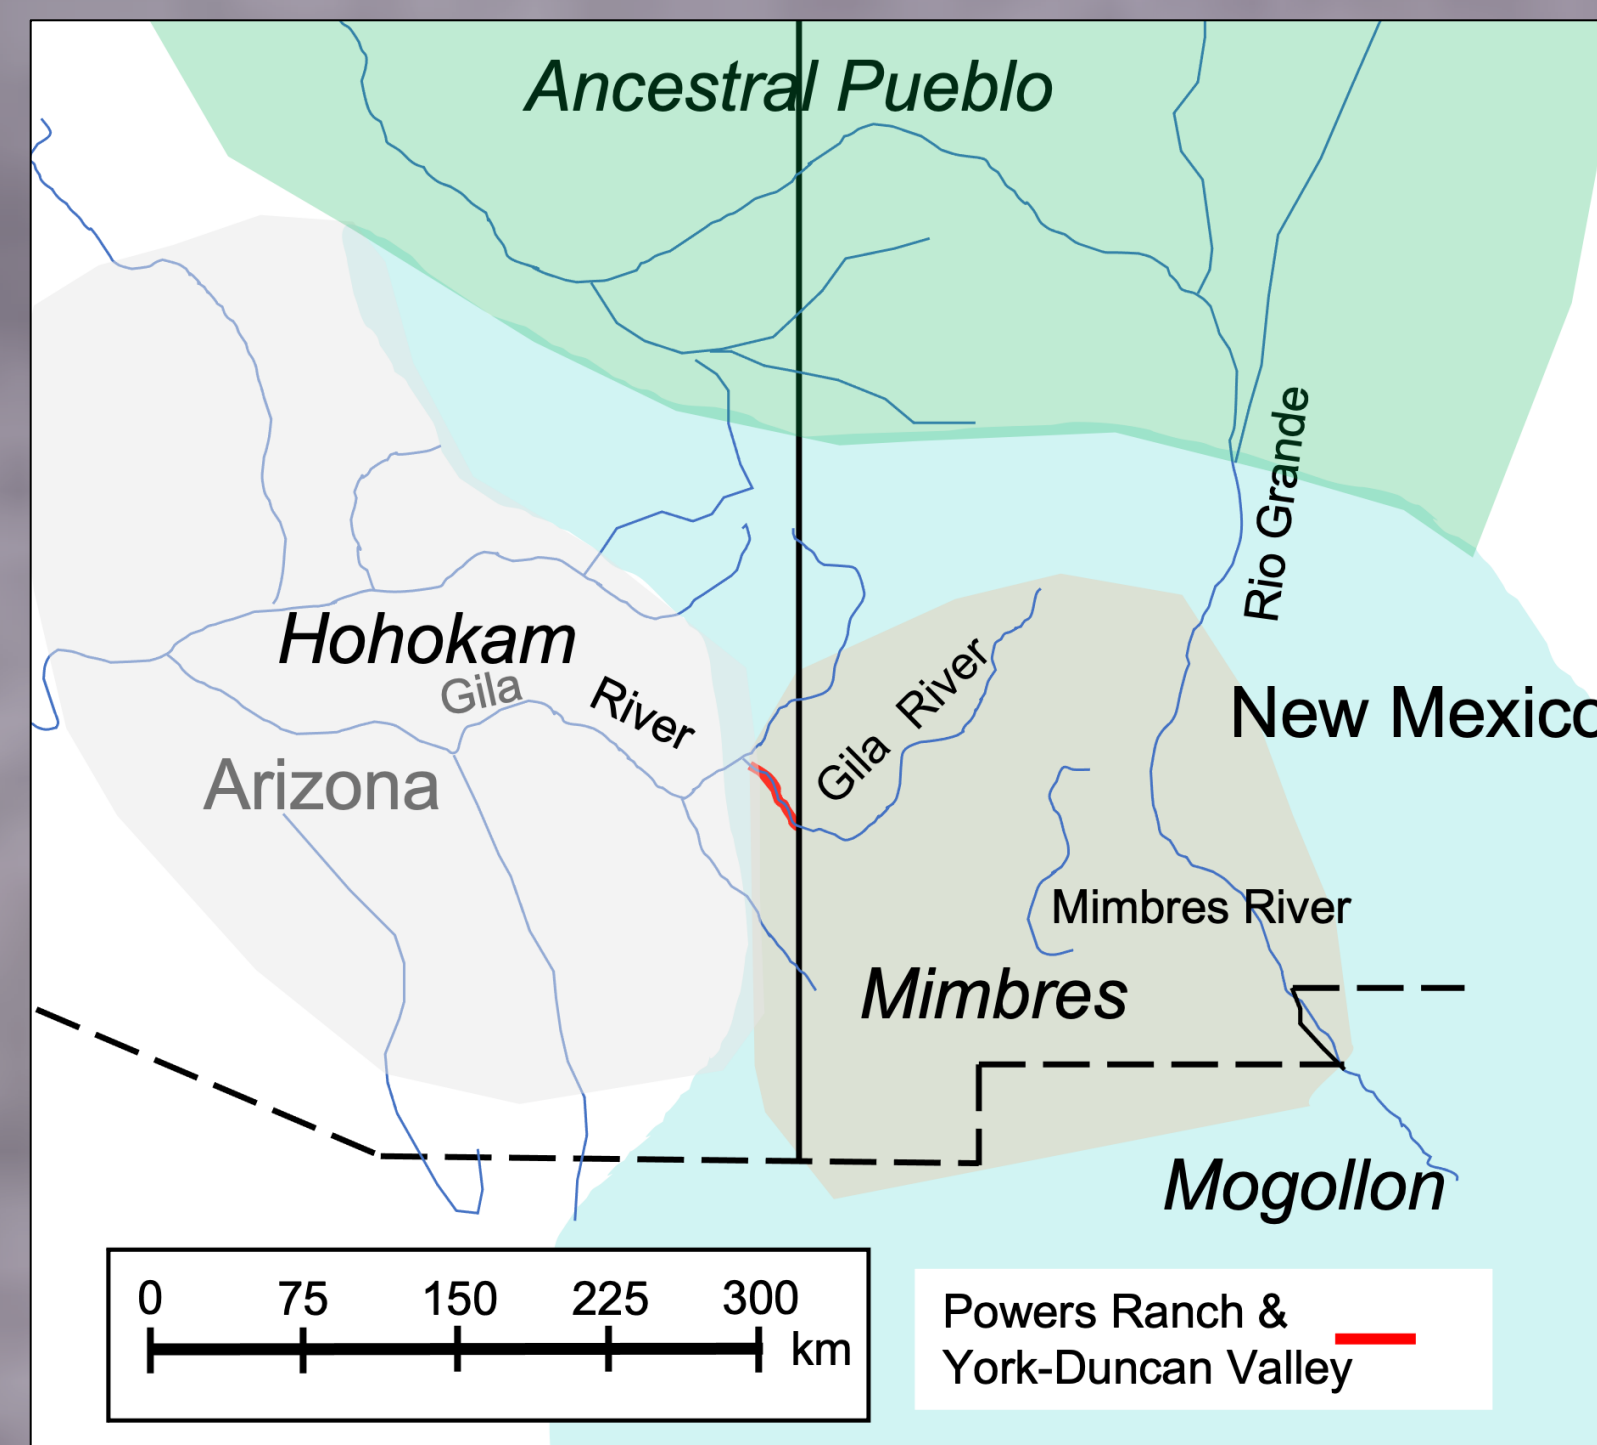 Ancestral Pueblo
Rio Grande
Hohokam
Gila
River
Gila River
New Mexico
Arizona
Mimbres River
Mimbres
Mogollon
0 75 150 225 300
km
Powers Ranch &
York-Duncan Valley